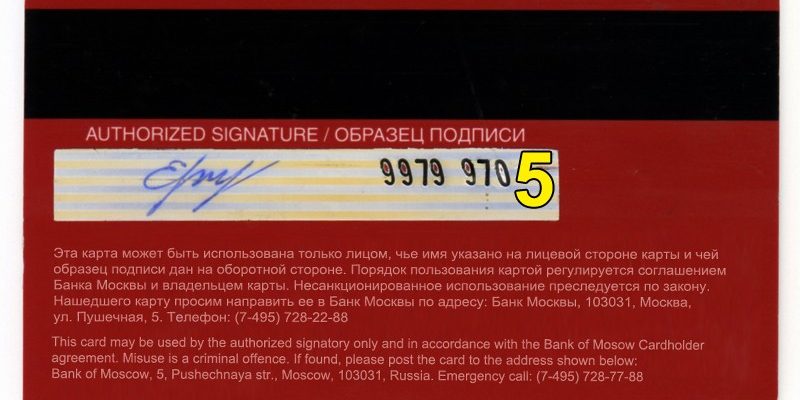 AUTHORIZED SIGNATURE / ОБРАЗЕЦ ПОДПИСИ
9979 970 5
Эта карта может быть использована только лицом, чье имя указано на лицевой стороне карты и чей
образец подписи дан на оборотной стороне. Порядок пользования картой регулируется соглашением
Банка Москвы и владельцем карты. Несанкционированное использование преследуется по закону.
Нашедшего карту просим направить ее в Банк Москвы по адресу: Банк Москвы, 103031, Москва,
ул. Пушечная, 5. Телефон: (7-495) 728-22-88
This card may be used by the authorized signatory only and in accordance with the Bank of Mosow Cardholder
agreement. Misuse is a criminal offence. If found, please post the card to the address shown below:
Bank of Moscow, 5, Pushechnaya str., Moscow, 103031, Russia. Emergency call: (7-495) 728-77-88